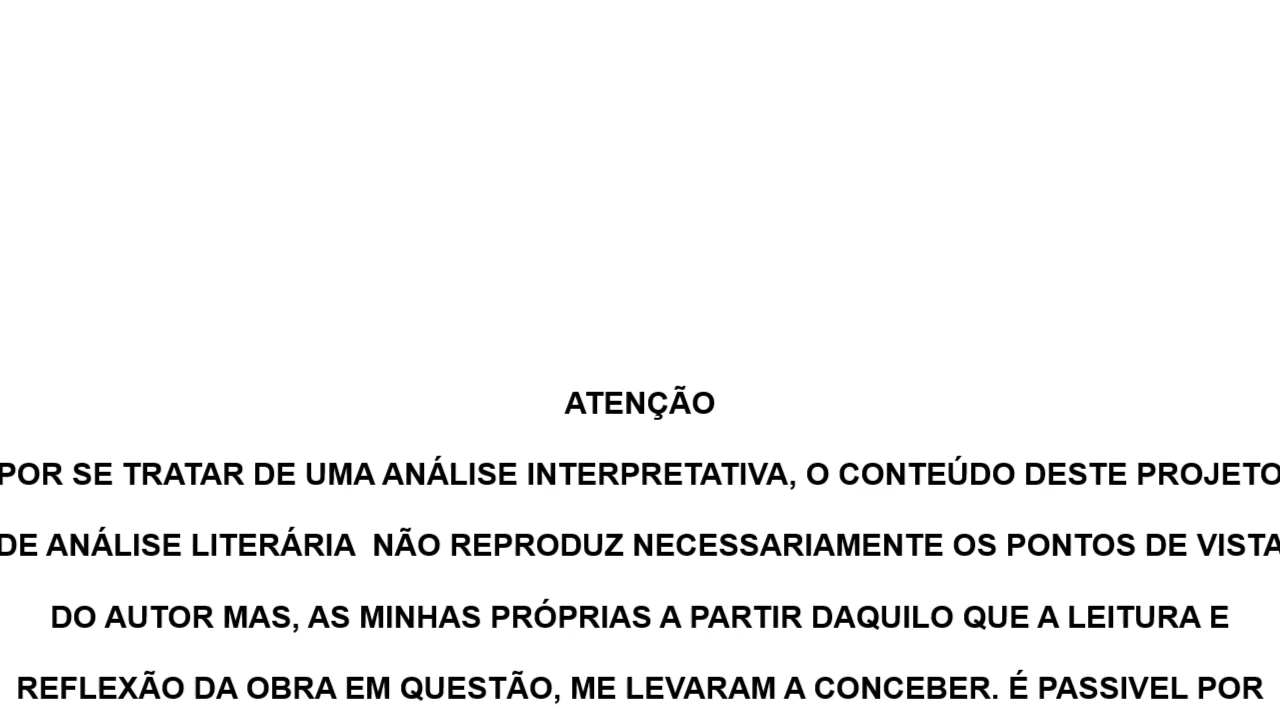 ATENÇÃO
POR SE TRATAR DE UMA ANÁLISE INTERPRETATIVA, O CONTEÚDO DESTE PROJETO
DE ANÁLISE LITERÁRIA  NÃO REPRODUZ NECESSARIAMENTE OS PONTOS DE VISTA
DO AUTOR MAS, AS MINHAS PRÓPRIAS A PARTIR DAQUILO QUE A LEITURA E
REFLEXÃO DA OBRA EM QUESTÃO, ME LEVARAM A CONCEBER. É PASSIVEL POR